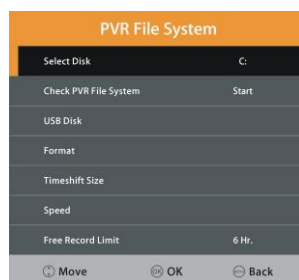 PVR File System
Select Disk C:
Check PVR File System Start
USB Disk
Format
Timeshift Size
Speed
Free Record Limit 6 Hr.
Move OK OK Back